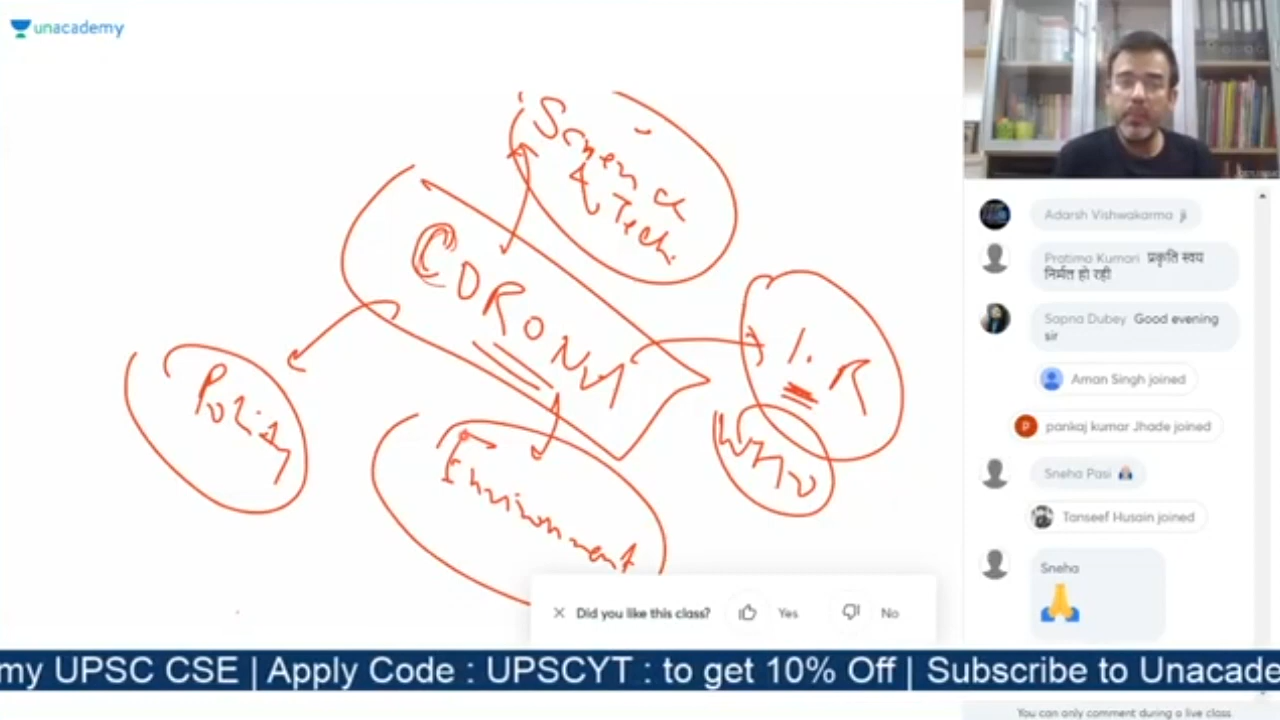 unacademy
Science
& Tech.
CORONA
I. R
WHO
Polity
Environment
Adarsh Vishwakarma ji
Pratima Kumari प्रकृति स्वय
निर्मत हो रही
Sapna Dubey Good evening
sir
Aman Singh joined
P pankaj kumar Jhade joined
Sneha Pasi
Tanseef Husain joined
Sneha
Did you like this class? Yes No
my UPSC CSE | Apply Code : UPSCYT : to get 10% Off | Subscribe to Unacade
You can only comment during a live class.